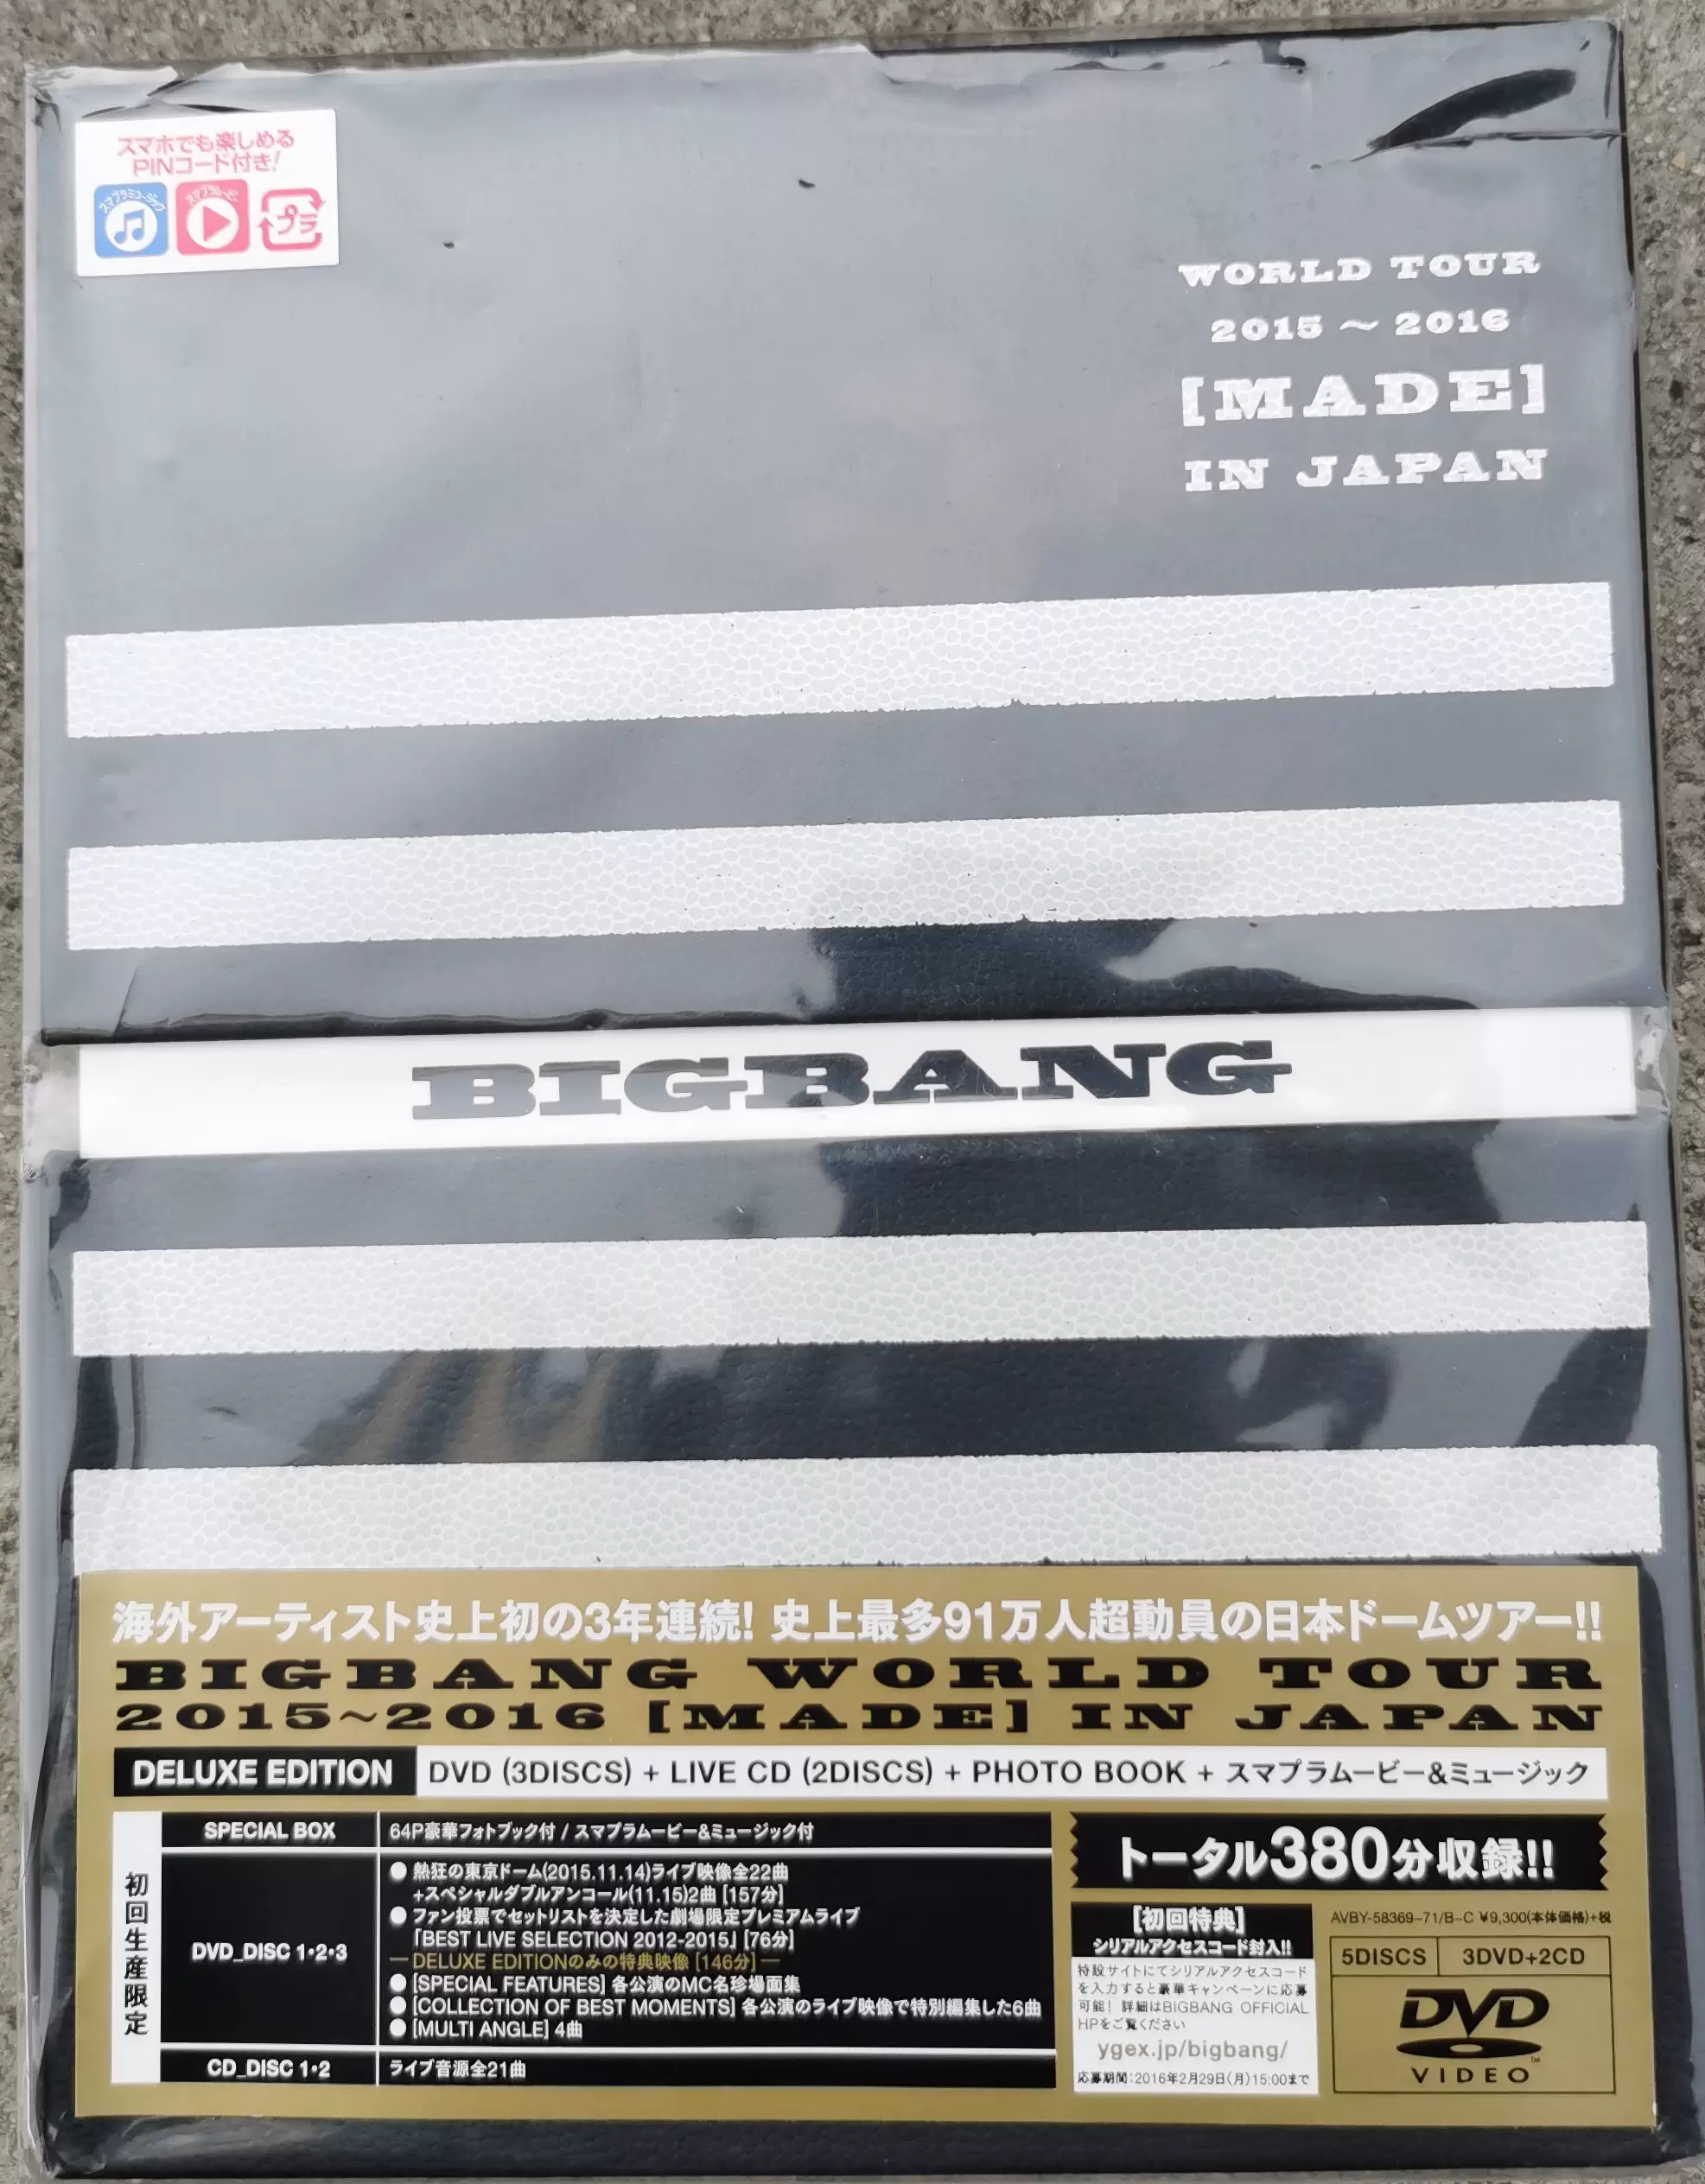 スマホでも楽しめる
PINコード付き!
スマプラミュージック
スマプラムービー
プラ
WORLD TOUR
2015 ~ 2016
[MADE]
IN JAPAN
BIGBANG
海外アーティスト史上初の3年連続! 史上最多91万人超動員の日本ドームツアー!!
BIGBANG WORLD TOUR
2015~2016 [MADE] IN JAPAN
DELUXE EDITION DVD (3DISCS) + LIVE CD (2DISCS) + PHOTO BOOK + スマプラムービー&ミュージック
初回生産限定
SPECIAL BOX 64P豪華フォトブック付 / スマプラムービー&ミュージック付
DVD_DISC 1・2・3
● 熱狂の東京ドーム(2015.11.14)ライブ映像全22曲
+スペシャルダブルアンコール(11.15)2曲 [157分]
● ファン投票でセットリストを決定した劇場限定プレミアムライブ
「BEST LIVE SELECTION 2012-2015」 [76分]
― DELUXE EDITIONのみの特典映像 [146分] ―
● [SPECIAL FEATURES] 各公演のMC名珍場面集
● [COLLECTION OF BEST MOMENTS] 各公演のライブ映像で特別編集した6曲
● [MULTI ANGLE] 4曲
CD_DISC 1・2 ライブ音源全21曲
トータル380分収録!!
[初回特典]
シリアルアクセスコード封入!!
特設サイトにてシリアルアクセスコード
を入力すると豪華キャンペーンに応募
可能! 詳細はBIGBANG OFFICIAL
HPをご覧ください
ygex.jp/bigbang/
応募期間:2016年2月29日(月)15:00まで
AVBY-58369~71/B~C ¥9,300(本体価格)+税
5DISCS 3DVD+2CD
DVD
VIDEO
TM